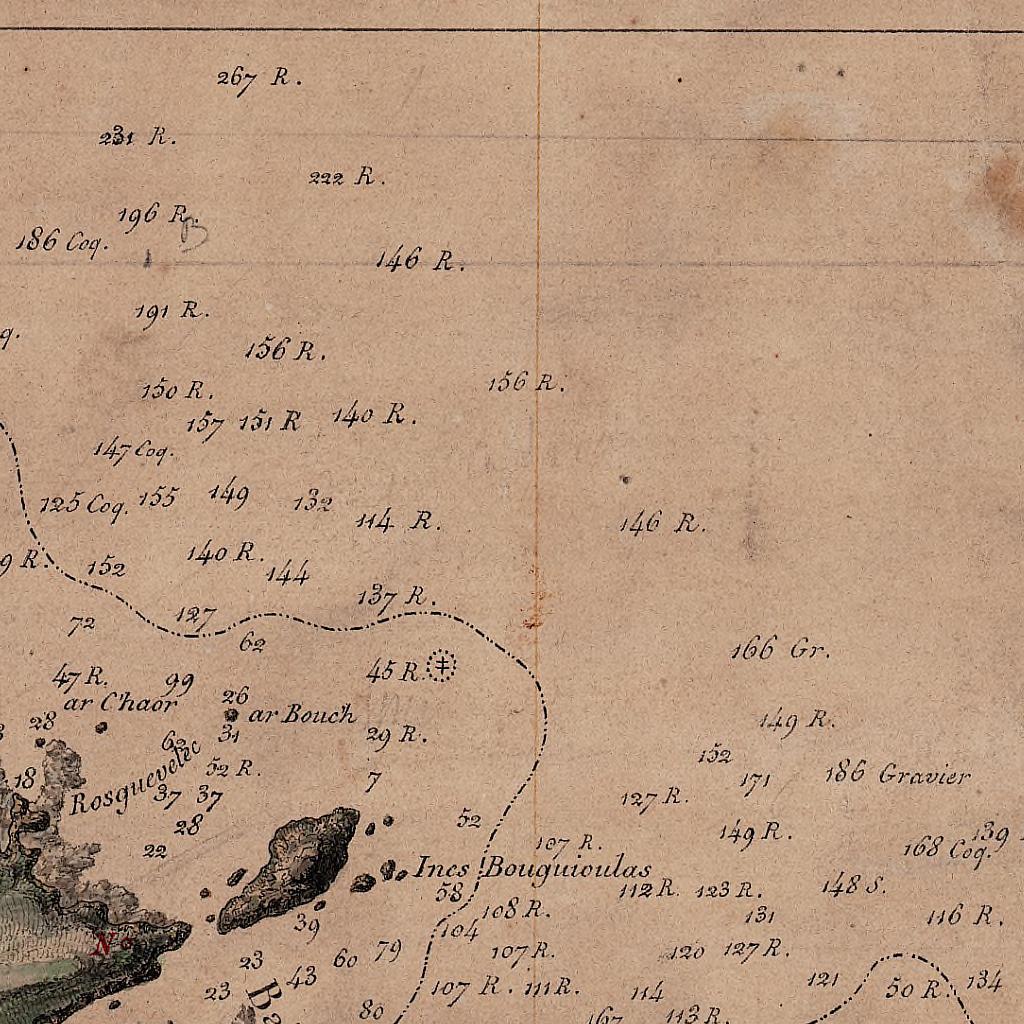 267 R.
231 R.
222 R.
196 R.
B
186 Coq.
146 R.
191 R.
q.
156 R.
156 R.
150 R.
157 151 R
140 R.
147 Coq.
125 Coq.
155
149
132
114 R.
146 R.
9 R.
152
140 R.
144
137 R.
127
72
62
166 Gr.
47 R.
99
45 R.
ar C'haor
26
ar Bouc'h
28
149 R.
62
31
29 R.
Rosguevelec
152
18
52 R.
7
171
186 Gravier
37
37
127 R.
28
52
149 R.
139
22
107 R.
168 Coq.
Ines Bouguioulas
58
112 R.
123 R.
148 S.
108 R.
39
131
116 R.
104
79
107 R.
120
127 R.
23
60
43
121
134
23
107 R.
111 R.
114
50 R.
Ba
80
167
113 R.
N°